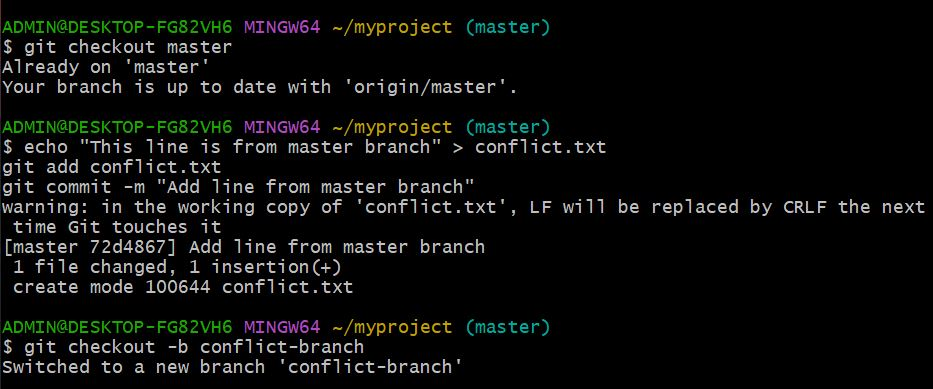 ADMIN@DESKTOP-FG82VH6 MINGW64 ~/myproject (master)
$ git checkout master
Already on 'master'
Your branch is up to date with 'origin/master'.
ADMIN@DESKTOP-FG82VH6 MINGW64 ~/myproject (master)
$ echo "This line is from master branch" > conflict.txt
git add conflict.txt
git commit -m "Add line from master branch"
warning: in the working copy of 'conflict.txt', LF will be replaced by CRLF the next
 time Git touches it
[master 72d4867] Add line from master branch
 1 file changed, 1 insertion(+)
 create mode 100644 conflict.txt
ADMIN@DESKTOP-FG82VH6 MINGW64 ~/myproject (master)
$ git checkout -b conflict-branch
Switched to a new branch 'conflict-branch'